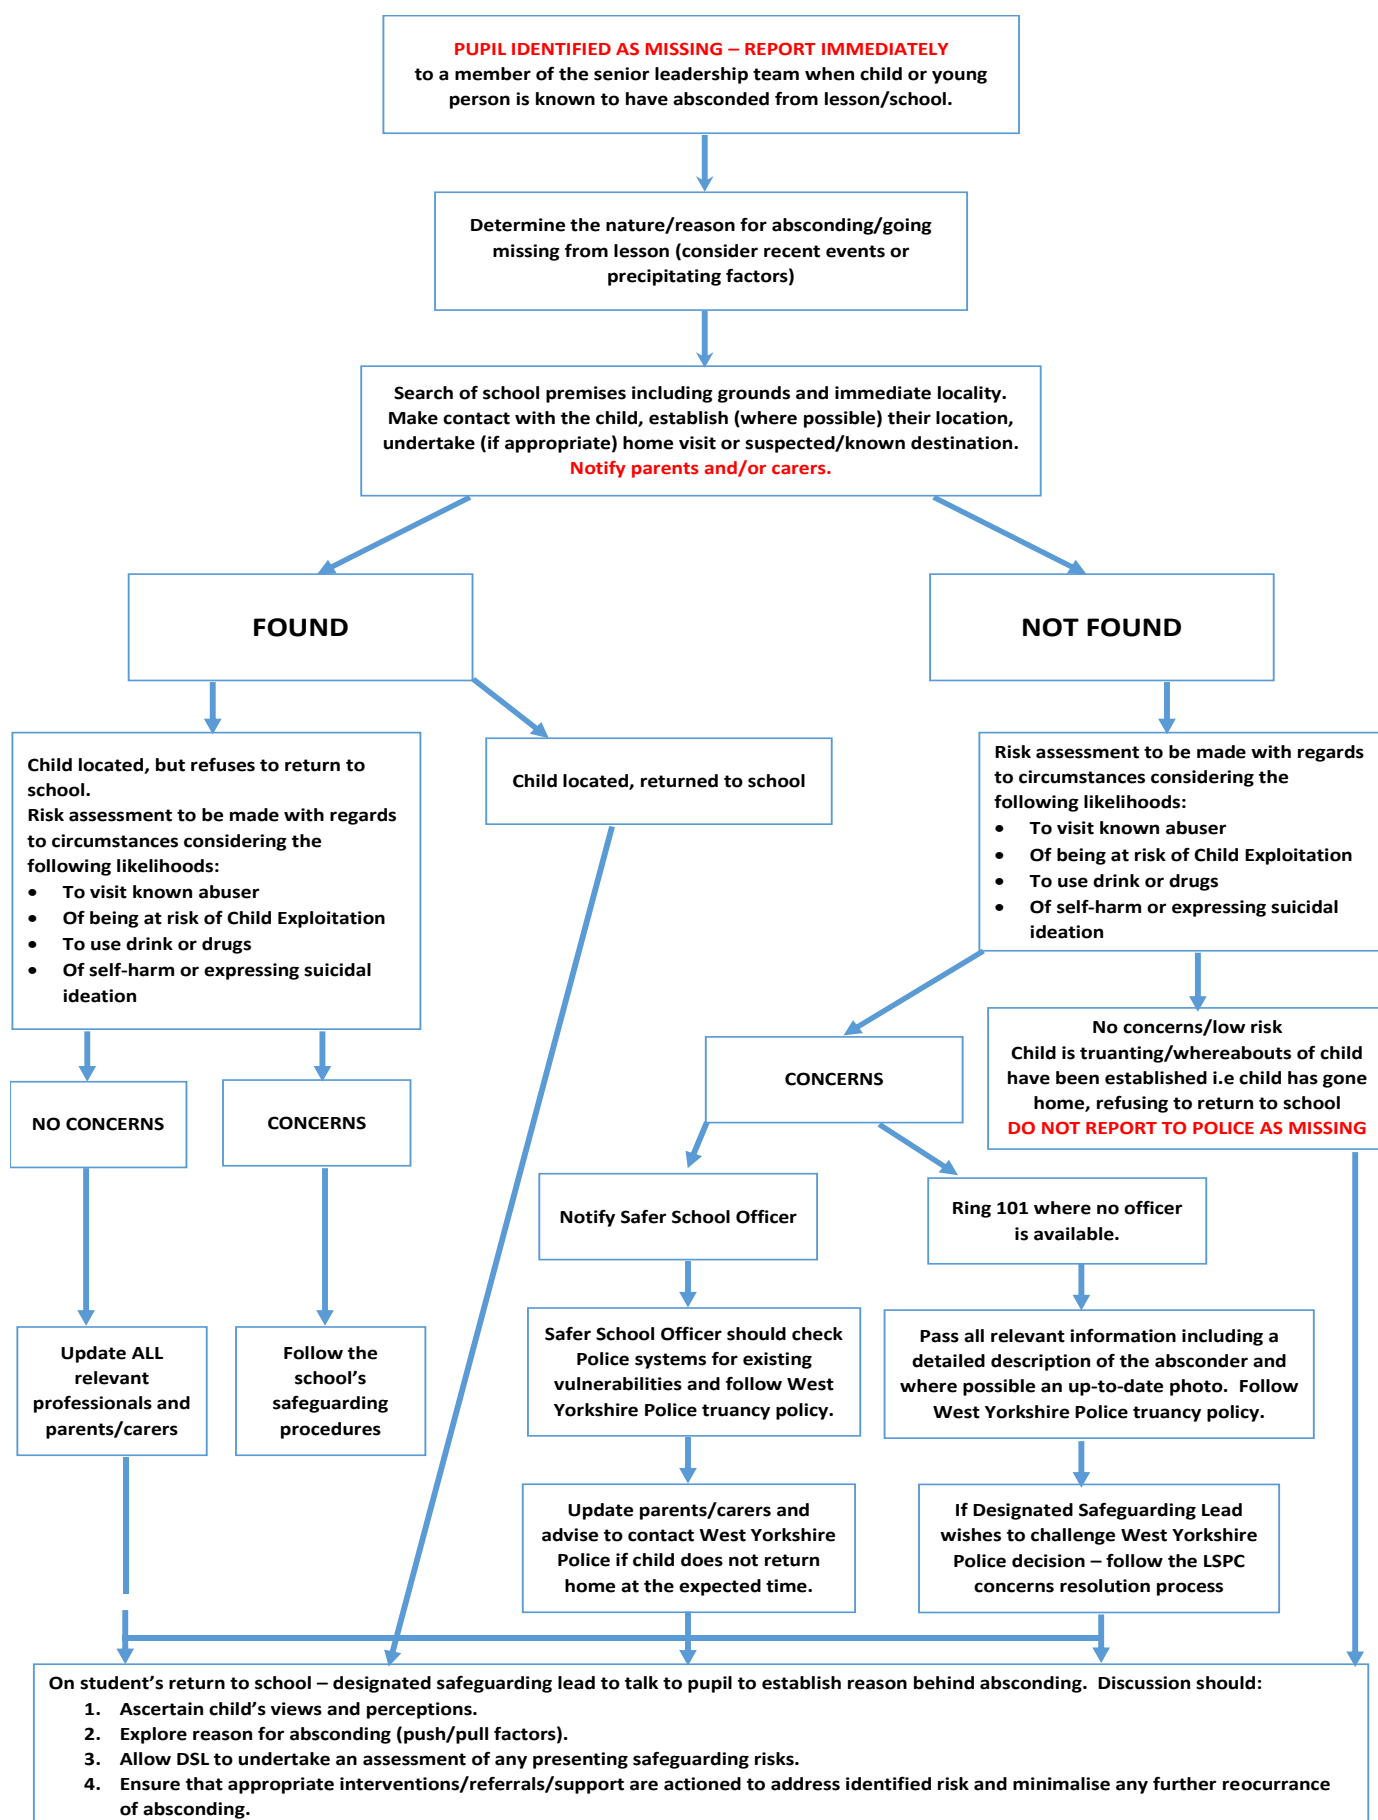 PUPIL IDENTIFIED AS MISSING – REPORT IMMEDIATELY
to a member of the senior leadership team when child or young
person is known to have absconded from lesson/school.
Determine the nature/reason for absconding/going
missing from lesson (consider recent events or
precipitating factors)
Search of school premises including grounds and immediate locality.
Make contact with the child, establish (where possible) their location,
undertake (if appropriate) home visit or suspected/known destination.
Notify parents and/or carers.
FOUND
NOT FOUND
Child located, but refuses to return to
school.
Risk assessment to be made with regards
to circumstances considering the
following likelihoods:
• To visit known abuser
• Of being at risk of Child Exploitation
• To use drink or drugs
• Of self-harm or expressing suicidal
ideation
Child located, returned to school
Risk assessment to be made with regards
to circumstances considering the
following likelihoods:
• To visit known abuser
• Of being at risk of Child Exploitation
• To use drink or drugs
• Of self-harm or expressing suicidal
ideation
NO CONCERNS
CONCERNS
CONCERNS
No concerns/low risk
Child is truanting/whereabouts of child
have been established i.e child has gone
home, refusing to return to school
DO NOT REPORT TO POLICE AS MISSING
Notify Safer School Officer
Ring 101 where no officer
is available.
Update ALL
relevant
professionals and
parents/carers
Follow the
school’s
safeguarding
procedures
Safer School Officer should check
Police systems for existing
vulnerabilities and follow West
Yorkshire Police truancy policy.
Pass all relevant information including a
detailed description of the absconder and
where possible an up-to-date photo. Follow
West Yorkshire Police truancy policy.
Update parents/carers and
advise to contact West Yorkshire
Police if child does not return
home at the expected time.
If Designated Safeguarding Lead
wishes to challenge West Yorkshire
Police decision – follow the LSPC
concerns resolution process
On student’s return to school – designated safeguarding lead to talk to pupil to establish reason behind absconding. Discussion should:
1. Ascertain child’s views and perceptions.
2. Explore reason for absconding (push/pull factors).
3. Allow DSL to undertake an assessment of any presenting safeguarding risks.
4. Ensure that appropriate interventions/referrals/support are actioned to address identified risk and minimalise any further reocurrance
of absconding.